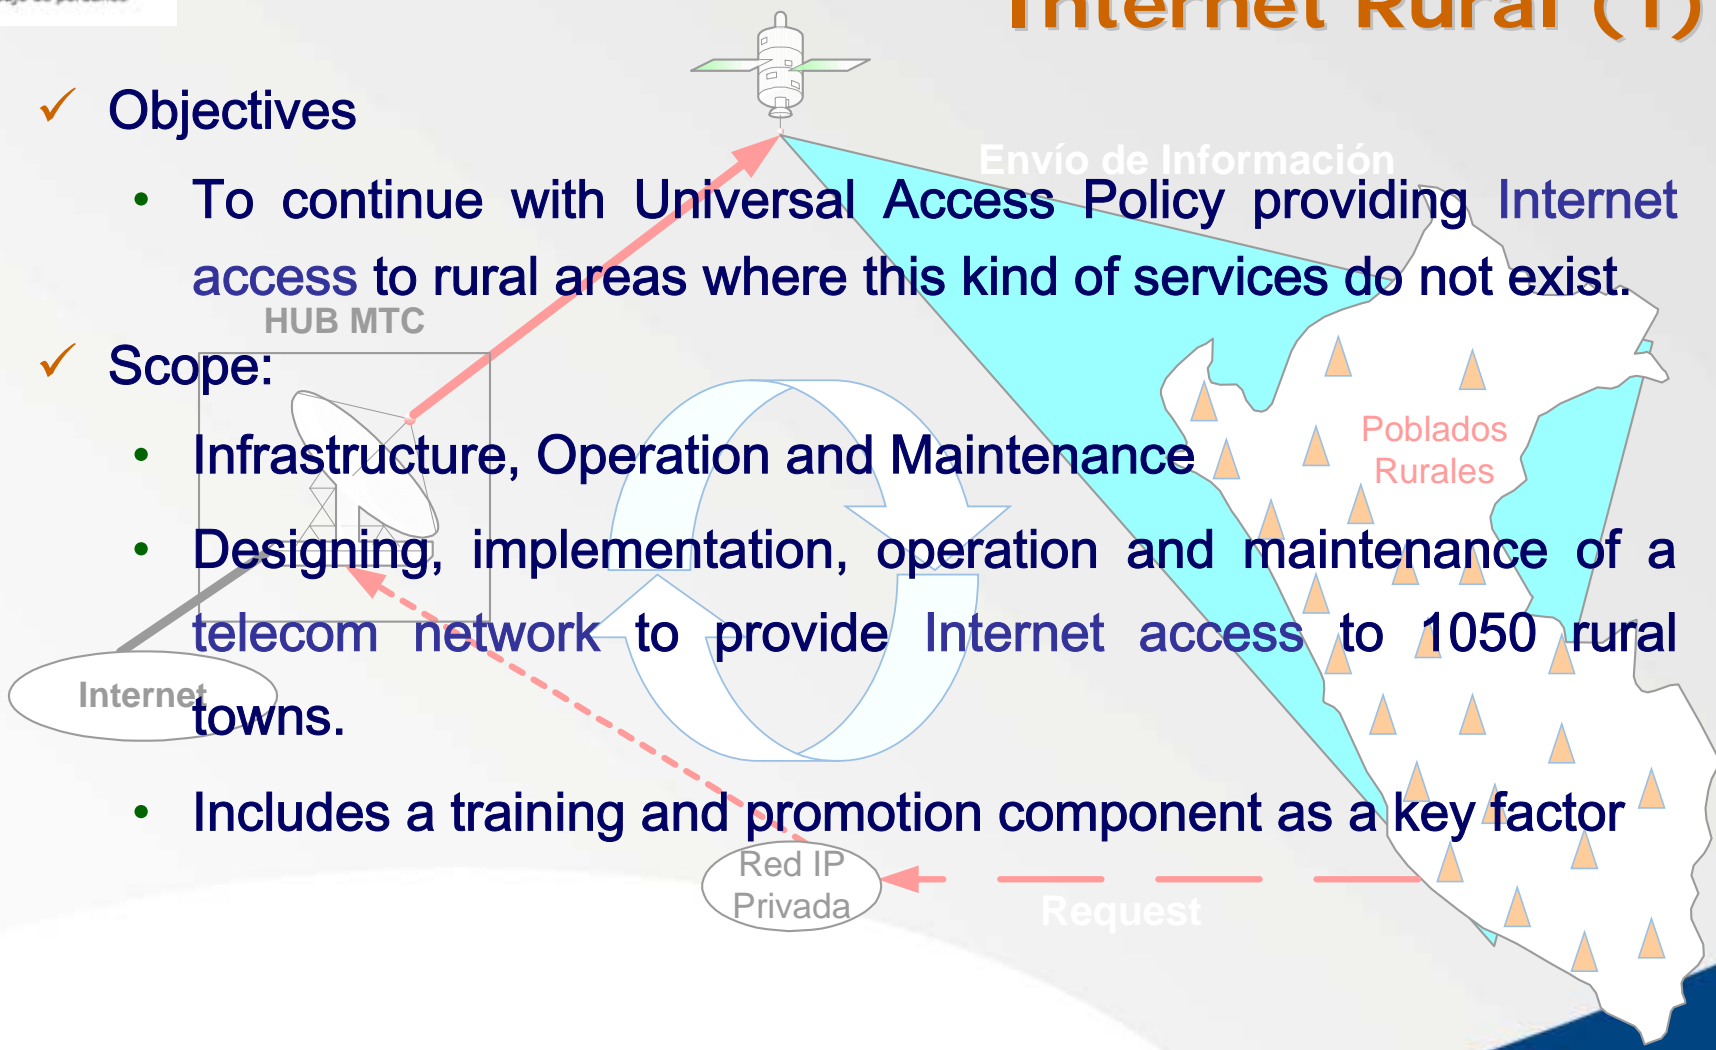 Internet Rural (1)
✓ Objectives
Envío de Información
• To continue with Universal Access Policy providing Internet
access to rural areas where this kind of services do not exist.
HUB MTC
✓ Scope:
Poblados
Rurales
• Infrastructure, Operation and Maintenance
• Designing, implementation, operation and maintenance of a
telecom network to provide Internet access to 1050 rural
Internet
towns.
• Includes a training and promotion component as a key factor
Red IP
Privada
Request